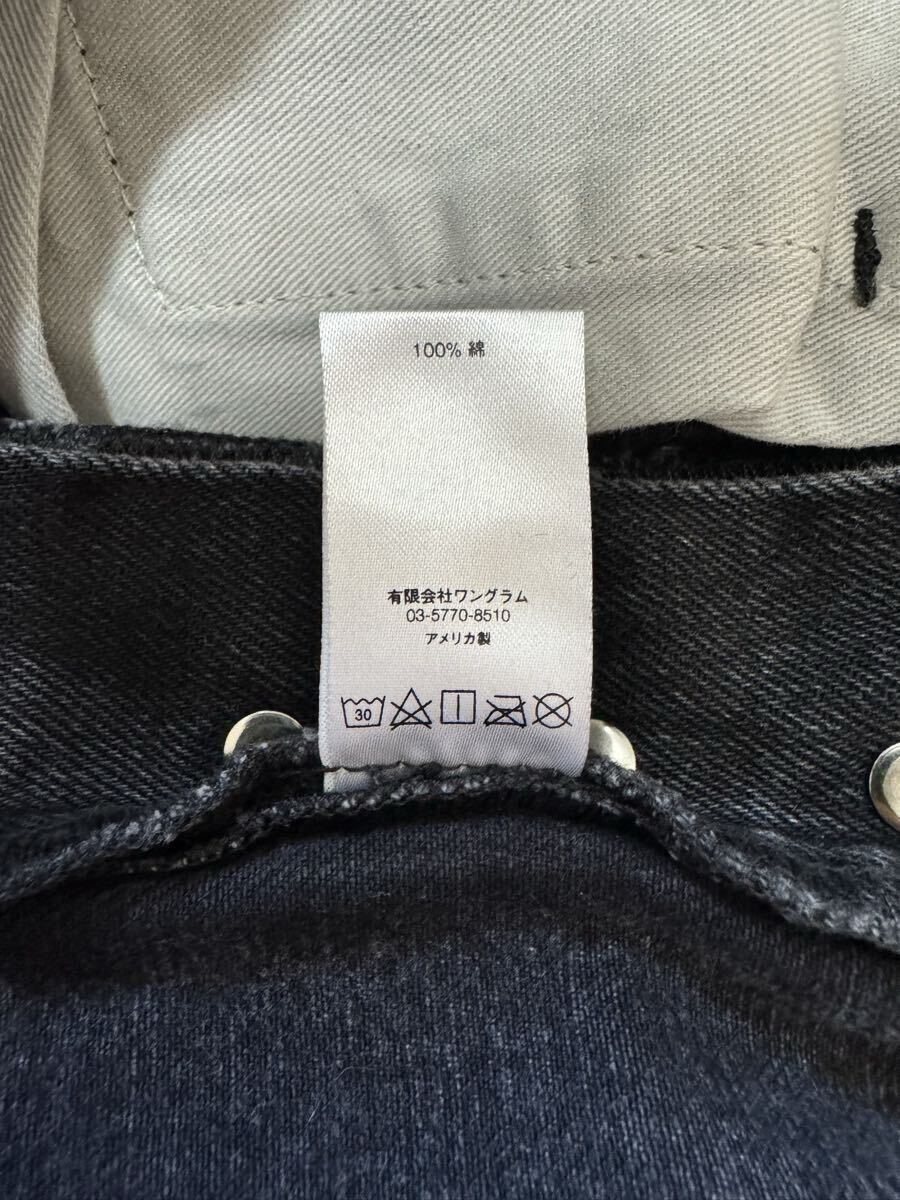 100% 綿
有限会社ワングラム
03-5770-8510
アメリカ製
30